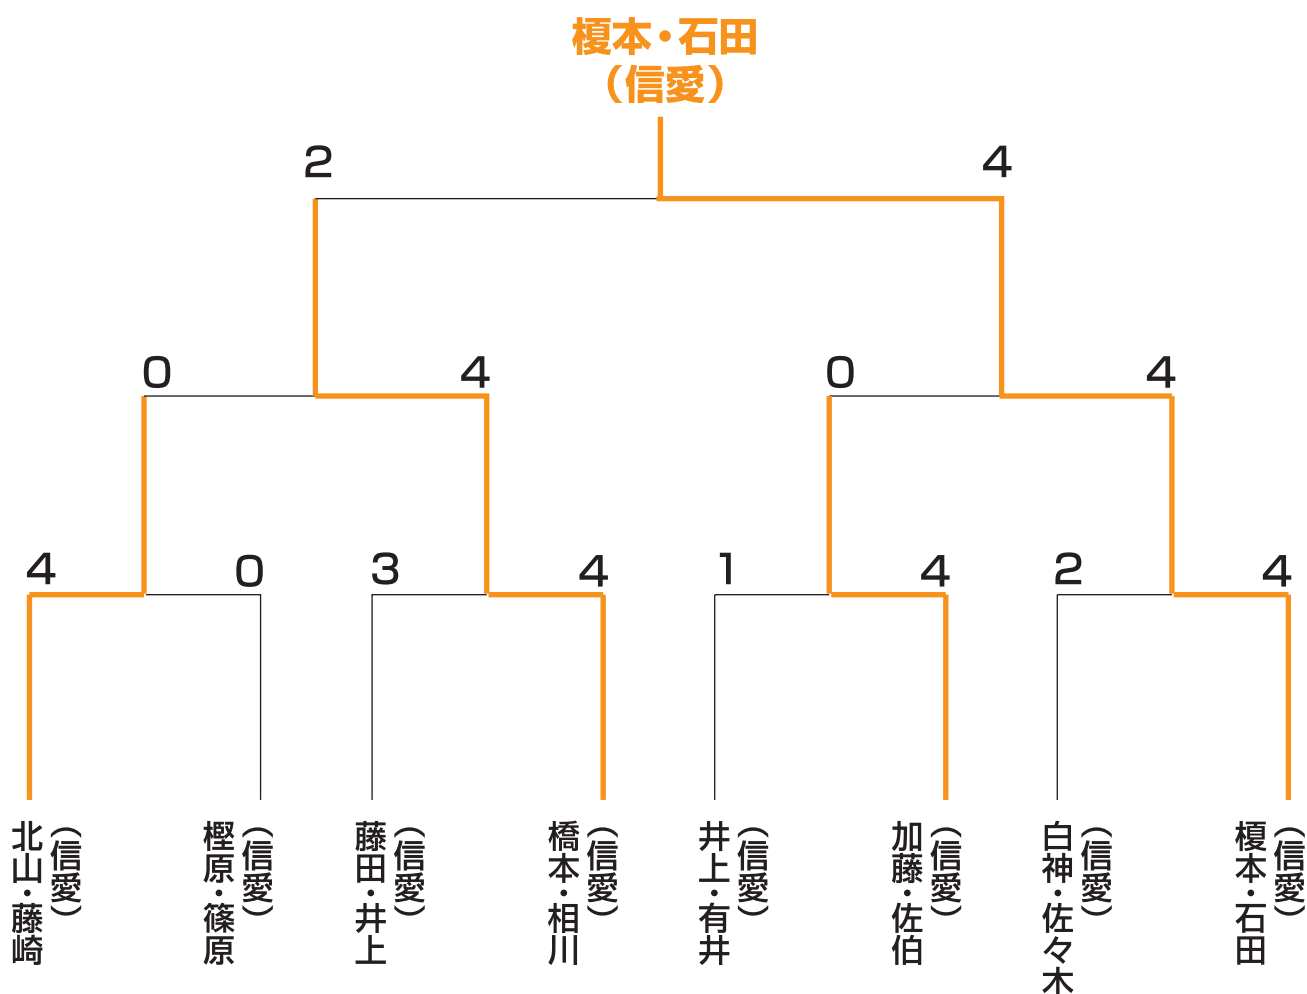 榎本・石田
（信愛）
2
4
0
4
0
4
4
0
3
4
1
4
2
4
北山・藤崎
（信愛）
樫原・篠原
（信愛）
藤田・井上
（信愛）
橋本・相川
（信愛）
井上・有井
（信愛）
加藤・佐伯
（信愛）
白神・佐々木
（信愛）
榎本・石田
（信愛）